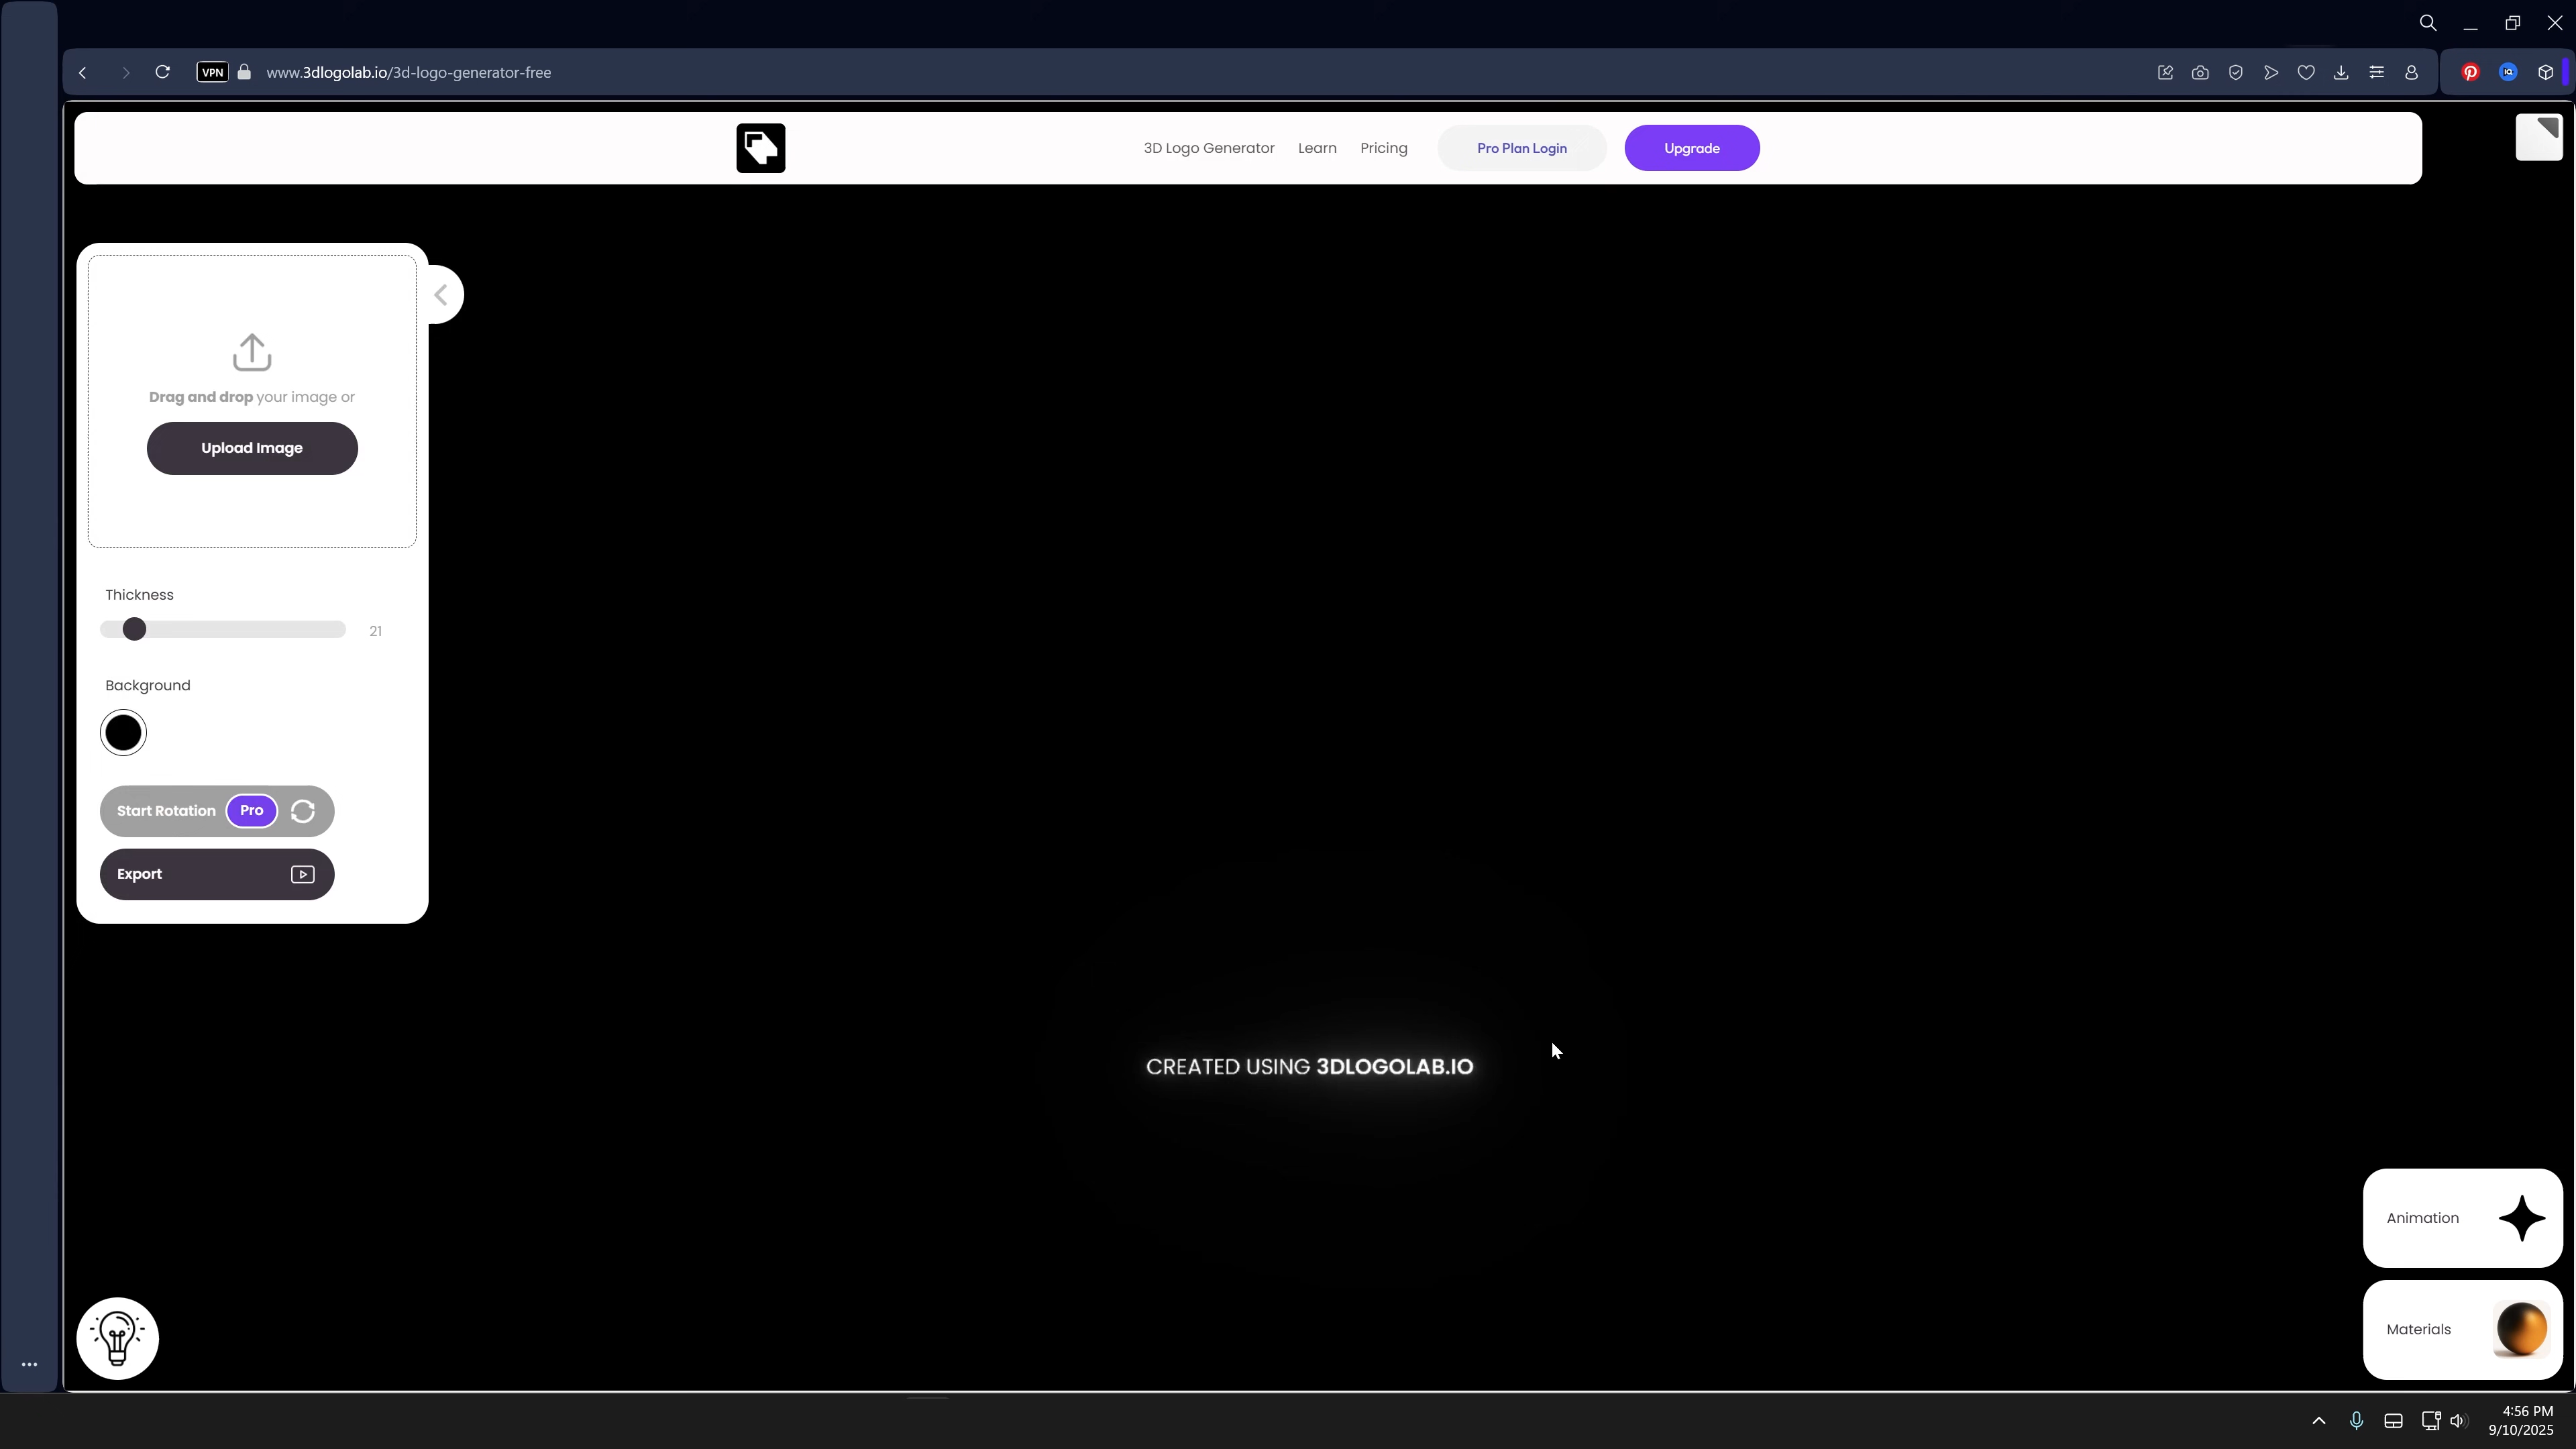 VPN
www.3dlogolab.io/3d-logo-generator-free
3D Logo Generator
Learn
Pricing
Pro Plan Login
Upgrade
Drag and drop your image or
Upload Image
Thickness
21
Background
Start Rotation
Pro
Export
CREATED USING 3DLOGOLAB.IO
Animation
Materials
4:56 PM
9/10/2025